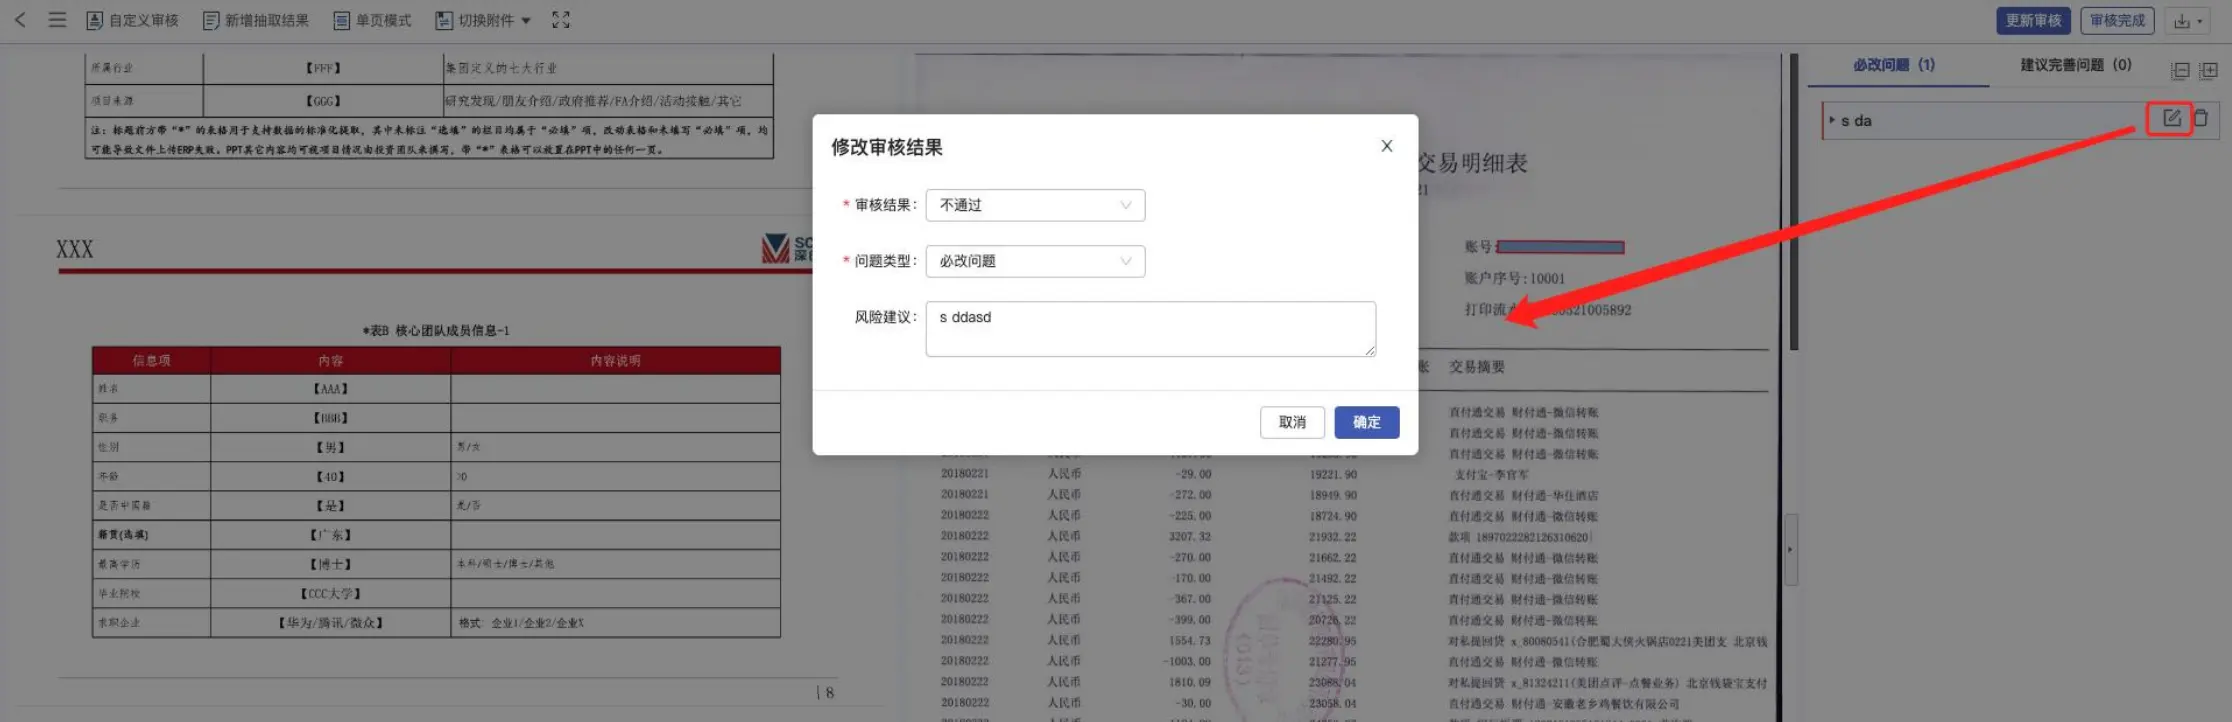 自定义审核 新增抽取结果 单页模式 切换附件 更新审核 审核完成
必改问题（1） 建议完善问题（0）
s da
所属行业 【FFF】 集团定义的七大行业
项目来源 【GGG】 研究发现/朋友介绍/政府推荐/FA介绍/活动接触/其它
注：标题前方带“*”的表格用于支持数据的标准化提取，其中未标注“选填”的栏目均属于“必填”项，改动表格和未填写“必填”项，均
可能导致文件上传ERP失败。PPT其它内容均可视项目情况由投资团队来撰写，带“*”表格可以放置在PPT中的任何一页。
XXX
*表B 核心团队成员信息-1
信息项 内容 内容说明
姓名 【AAA】
职务 【BBB】
性别 【男】 男/女
年龄 【40】 20
是否中国籍 【是】 是/否
籍贯(选填) 【广东】
最高学历 【博士】 本科/硕士/博士/其他
毕业院校 【CCC大学】
求职企业 【华为/腾讯/微众】 格式：企业1/企业2/企业X
8
修改审核结果
* 审核结果： 不通过
* 问题类型： 必改问题
风险建议： s ddasd
取消 确定
交易明细表
21
账号:
账户序号:10001
打印流 321005892
账 交易摘要
直付通交易 财付通-微信转账
直付通交易 财付通-微信转账
直付通交易 财付通-微信转账
20180221 人民币 -29.00 19221.90 支付宝-李官军
20180221 人民币 -272.00 18949.90 直付通交易 财付通-华住酒店
20180222 人民币 -225.00 18724.90 直付通交易 财付通-微信转账
20180222 人民币 3207.32 21932.22 款项 1897022282126310620|
20180222 人民币 -270.00 21662.22 直付通交易 财付通-微信转账
20180222 人民币 -170.00 21492.22 直付通交易 财付通-微信转账
20180222 人民币 -367.00 21125.22 直付通交易 财付通-微信转账
20180222 人民币 -399.00 20726.22 直付通交易 财付通-微信转账
20180222 人民币 1554.73 22280.95 对私提回贷 x_80080541(合肥蜀大侠火锅店0221美团支 北京钱
20180222 人民币 -1003.00 21277.95 直付通交易 财付通-微信转账
20180222 人民币 1810.09 23088.04 对私提回贷 x_81324211(美团点评-点餐业务) 北京钱袋宝支付
20180222 人民币 -30.00 23058.04 直付通交易 财付通-安徽老乡鸡餐饮有限公司